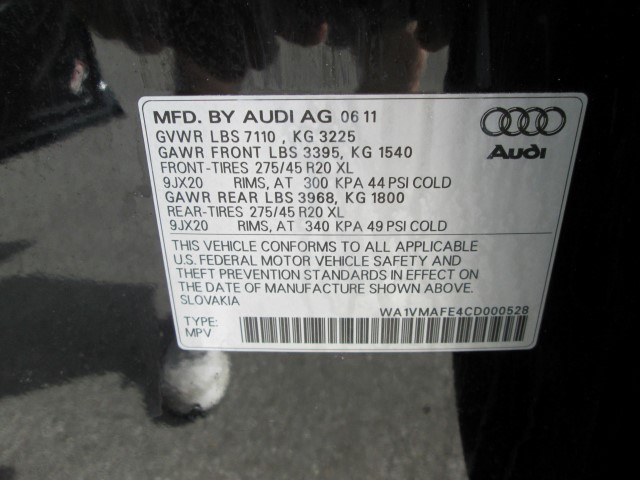 MFD. BY AUDI AG 06 11
GVWR LBS 7110 , KG 3225
GAWR FRONT LBS 3395, KG 1540
FRONT-TIRES 275/45 R20 XL
9JX20 RIMS, AT 300 KPA 44 PSI COLD
GAWR REAR LBS 3968, KG 1800
REAR-TIRES 275/45 R20 XL
9JX20 RIMS, AT 340 KPA 49 PSI COLD
Audi
THIS VEHICLE CONFORMS TO ALL APPLICABLE
U.S. FEDERAL MOTOR VEHICLE SAFETY AND
THEFT PREVENTION STANDARDS IN EFFECT ON
THE DATE OF MANUFACTURE SHOWN ABOVE.
SLOVAKIA
WA1VMAFE4CD000528
TYPE:
MPV